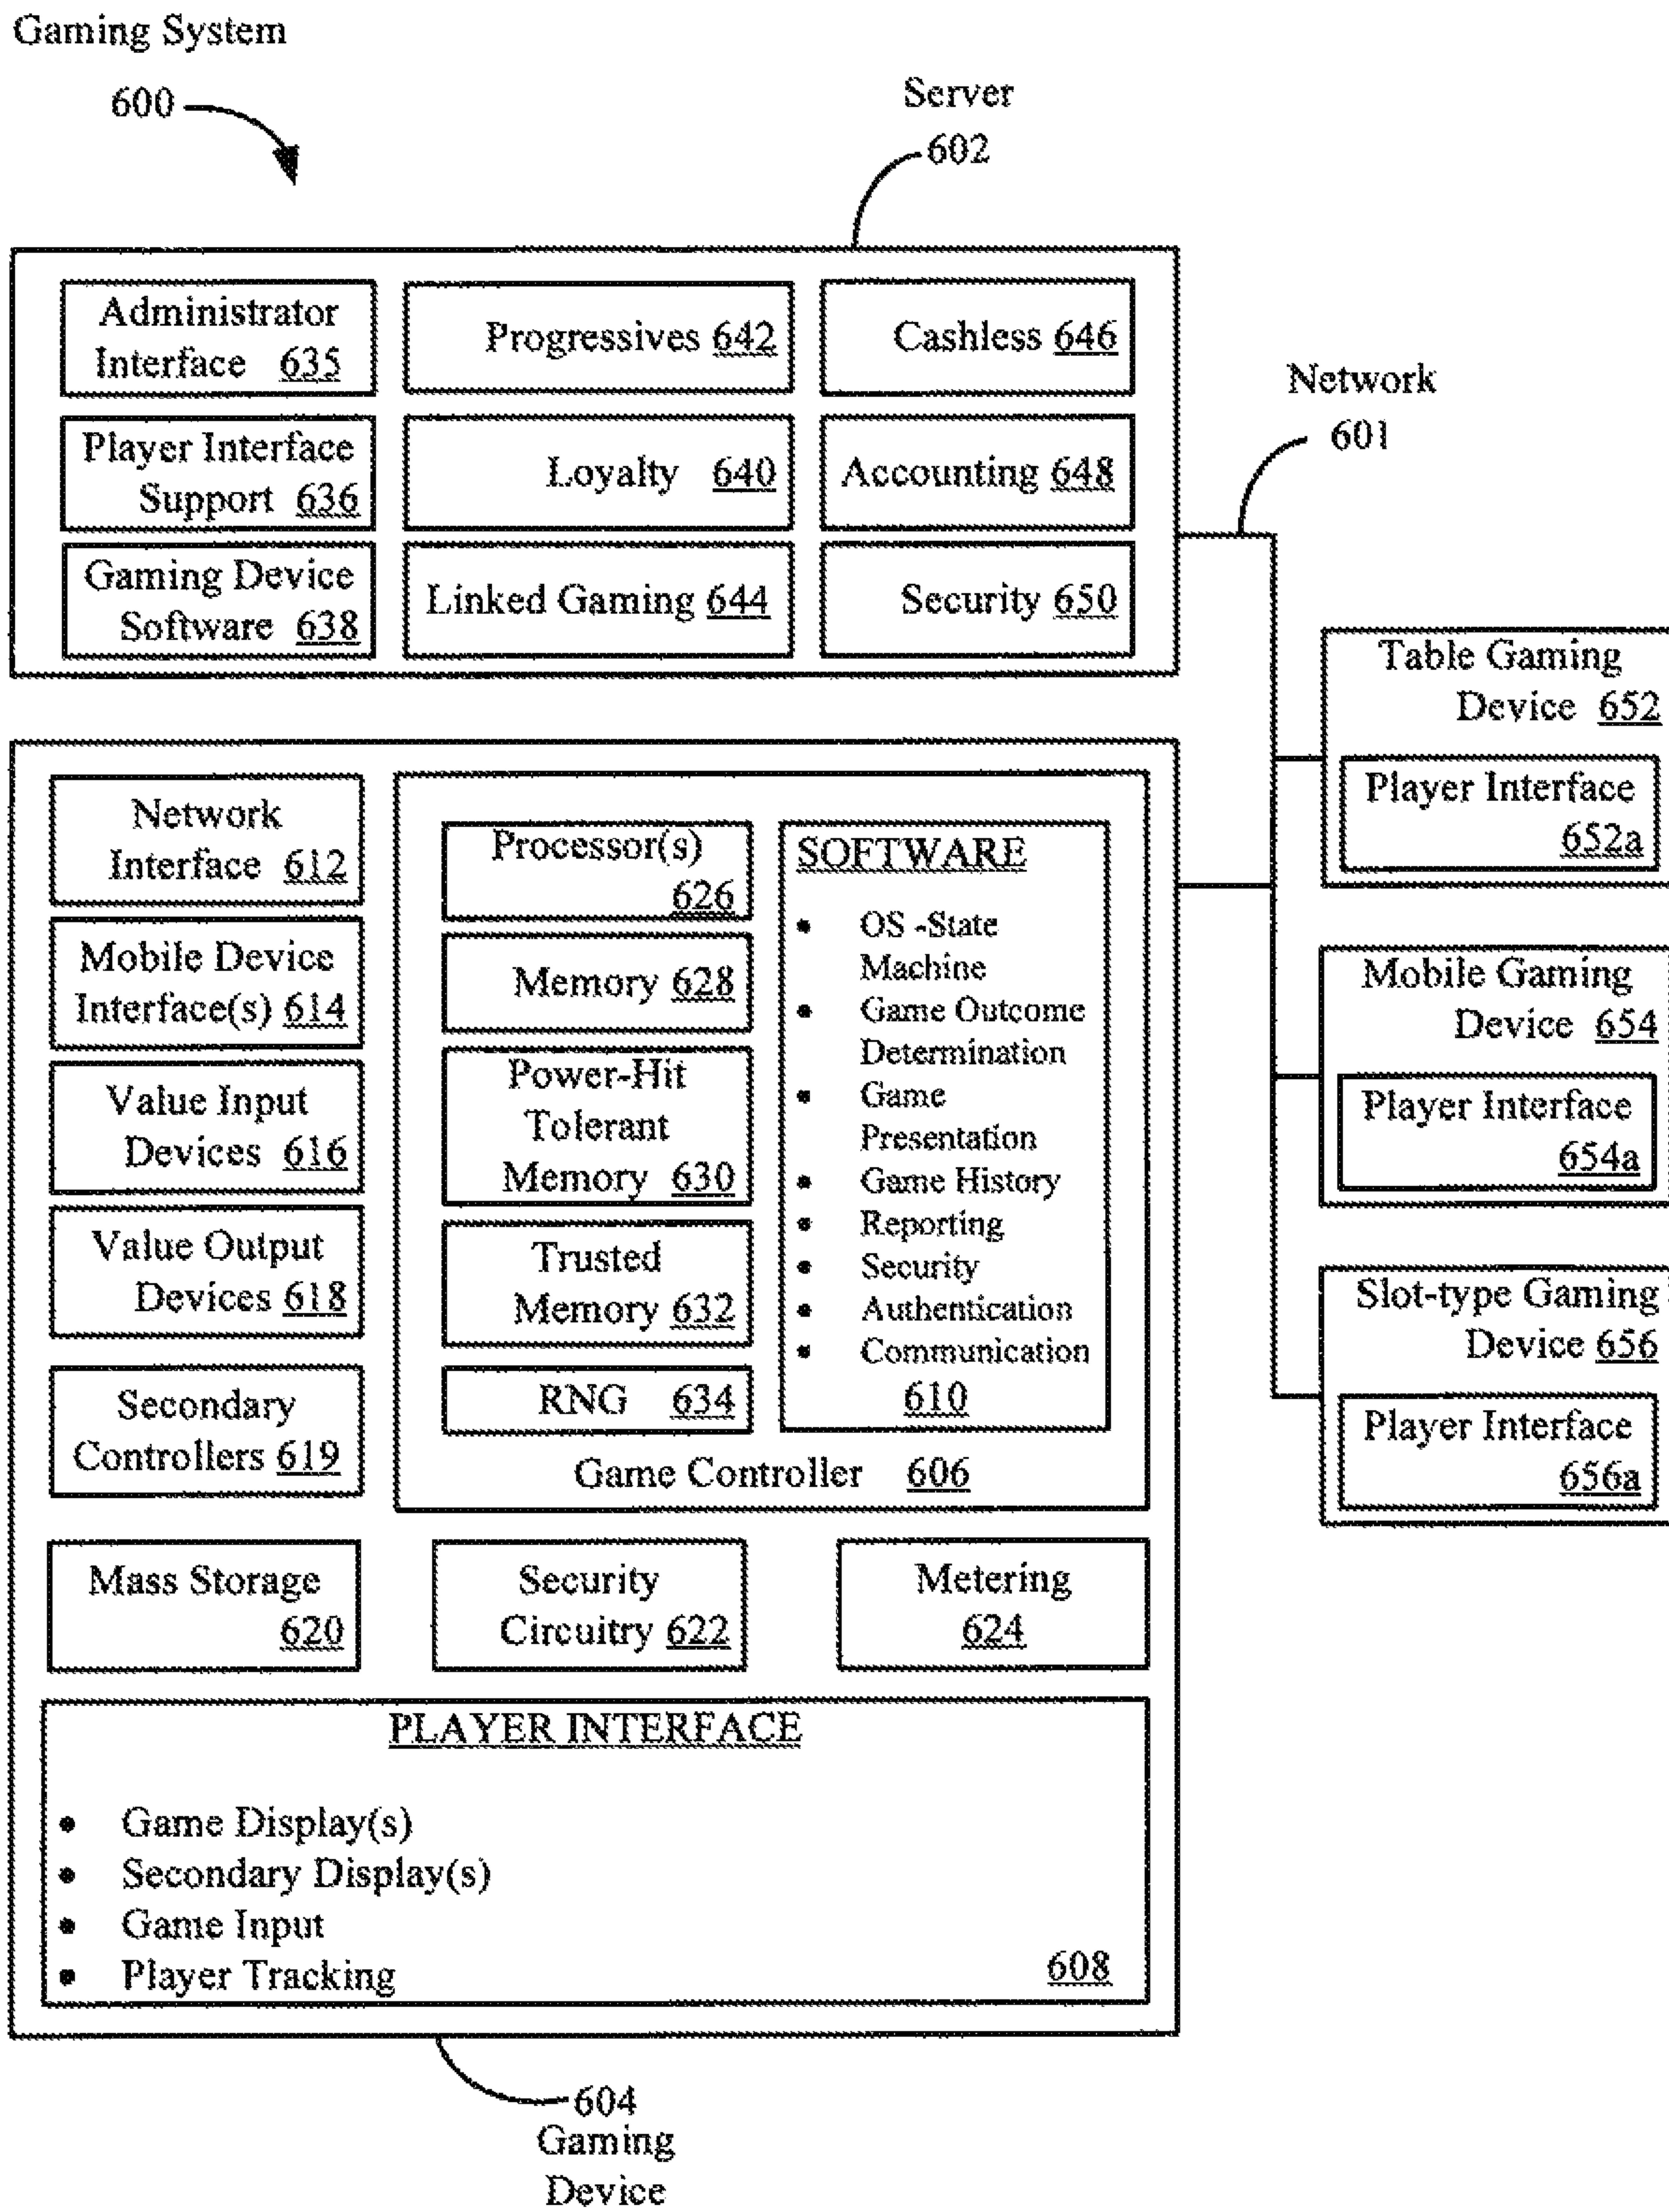 Gaming System
600
Server
602
Administrator
Interface 635
Progressives 642
Cashless 646
Player Interface
Support 636
Loyalty 640
Accounting 648
Gaming Device
Software 638
Linked Gaming 644
Security 650
Network
601
Table Gaming
Device 652
Player Interface
652a
Mobile Gaming
Device 654
Player Interface
654a
Slot-type Gaming
Device 656
Player Interface
656a
Network
Interface 612
Mobile Device
Interface(s) 614
Value Input
Devices 616
Value Output
Devices 618
Secondary
Controllers 619
Processor(s)
626
Memory 628
Power-Hit
Tolerant
Memory 630
Trusted
Memory 632
RNG 634
SOFTWARE
• OS -State
Machine
• Game Outcome
Determination
• Game
Presentation
• Game History
• Reporting
• Security
• Authentication
• Communication
610
Game Controller 606
Mass Storage
620
Security
Circuitry 622
Metering
624
PLAYER INTERFACE
• Game Display(s)
• Secondary Display(s)
• Game Input
• Player Tracking
608
604
Gaming
Device